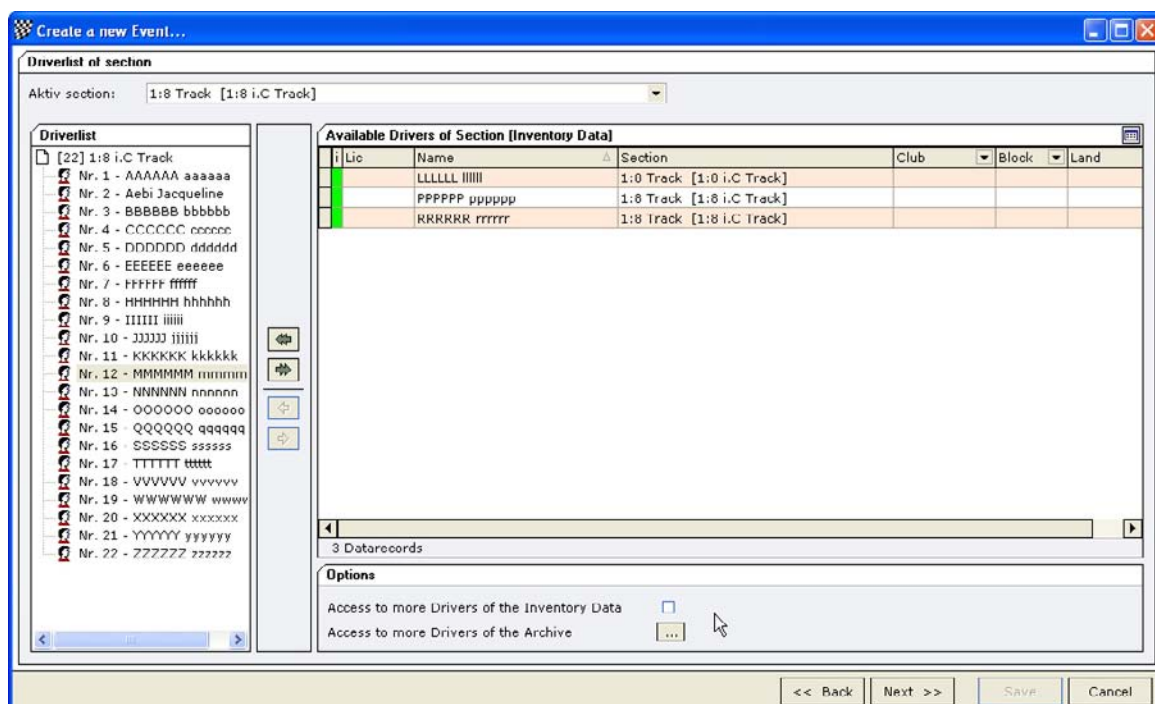 Create a new Event...
Driverlist of section
Aktiv section: 1:8 Track [1:8 i.C Track]
Driverlist
[22] 1:8 i.C Track
Nr. 1 - AAAAAA aaaaaa
Nr. 2 - Aebi Jacqueline
Nr. 3 - BBBBBB bbbbbb
Nr. 4 - CCCCCC cccccc
Nr. 5 - DDDDDD dddddd
Nr. 6 - EEEEEE eeeeee
Nr. 7 - FFFFFF ffffff
Nr. 8 - HHHHHH hhhhhh
Nr. 9 - IIIIII iiiiii
Nr. 10 - JJJJJJ jjjjjj
Nr. 11 - KKKKKK kkkkkk
Nr. 12 - MMMMMM mmmm
Nr. 13 - NNNNNN nnnnnn
Nr. 14 - OOOOOO oooooo
Nr. 15 - QQQQQQ qqqqqq
Nr. 16 - SSSSSS ssssss
Nr. 17 - TTTTTT tttttt
Nr. 18 - VVVVVV vvvvvv
Nr. 19 - WWWWWW wwww
Nr. 20 - XXXXXX xxxxxx
Nr. 21 - YYYYYY yyyyyy
Nr. 22 - ZZZZZZ zzzzzz
Available Drivers of Section [Inventory Data]
i Lic Name Section Club Block Land
LLLLLL llllll 1:8 Track [1:8 i.C Track]
PPPPPP pppppp 1:8 Track [1:8 i.C Track]
RRRRRR rrrrrr 1:8 Track [1:8 i.C Track]
3 Datarecords
Options
Access to more Drivers of the Inventory Data
Access to more Drivers of the Archive ...
<< Back Next >> Save Cancel